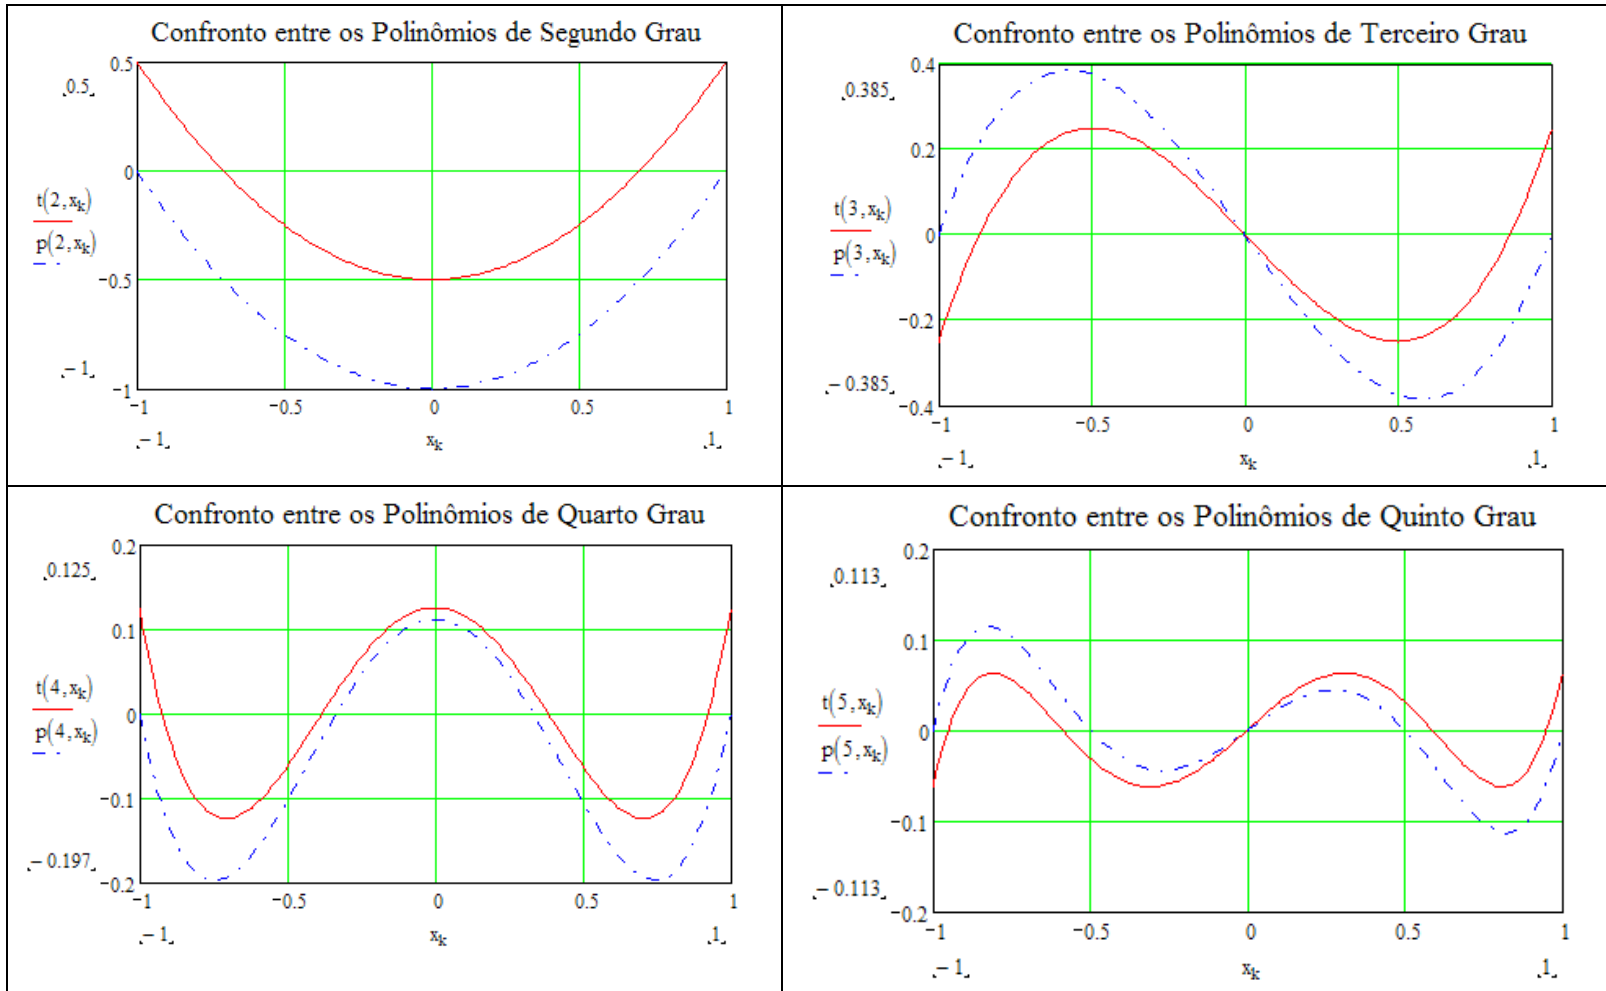 Confronto entre os Polinômios de Segundo Grau
0.5
0.5
0
t(2,xk)
p(2,xk)
−0.5
−1
−1
−1 −0.5 0 0.5 1
−1 xk 1
Confronto entre os Polinômios de Terceiro Grau
0.4
0.385
0.2
t(3,xk)
0
p(3,xk)
−0.2
−0.385
−0.4
−1 −0.5 0 0.5 1
−1 xk 1
Confronto entre os Polinômios de Quarto Grau
0.2
0.125
0.1
t(4,xk)
0
p(4,xk)
−0.1
−0.197
−0.2
−1 −0.5 0 0.5 1
−1 xk 1
Confronto entre os Polinômios de Quinto Grau
0.2
0.113
0.1
t(5,xk)
0
p(5,xk)
−0.1
−0.113
−0.2
−1 −0.5 0 0.5 1
−1 xk 1